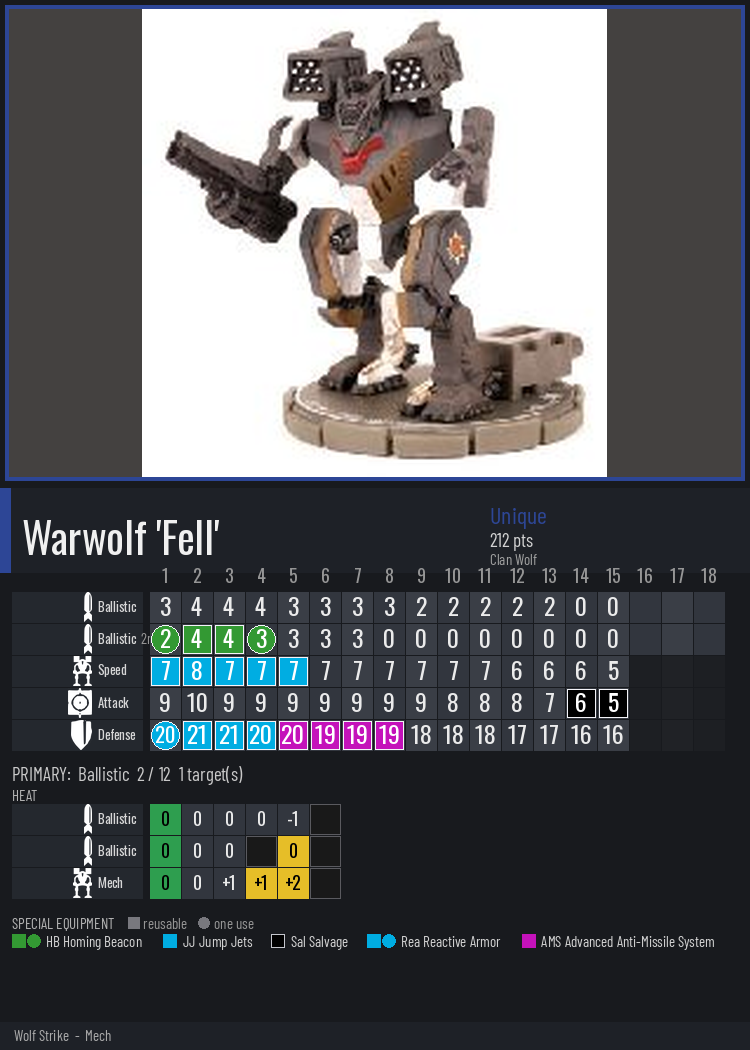 Warwolf 'Fell'
Unique
212 pts
Clan Wolf
1 2 3 4 5 6 7 8 9 10 11 12 13 14 15 16 17 18
Ballistic 3 4 4 4 3 3 3 3 2 2 2 2 2 0 0
Ballistic 2 4 4 3 3 3 3 0 0 0 0 0 0 0 0
Speed 7 8 7 7 7 7 7 7 7 7 7 6 6 6 5
Attack 9 10 9 9 9 9 9 9 9 8 8 8 7 6 5
Defense 20 21 21 20 20 19 19 19 18 18 18 17 17 16 16
PRIMARY: Ballistic 2 / 12 1 target(s)
HEAT
Ballistic 0 0 0 0 -1
Ballistic 0 0 0 0
Mech 0 0 +1 +1 +2
SPECIAL EQUIPMENT reusable one use
HB Homing Beacon JJ Jump Jets Sal Salvage Rea Reactive Armor AMS Advanced Anti-Missile System
Wolf Strike - Mech